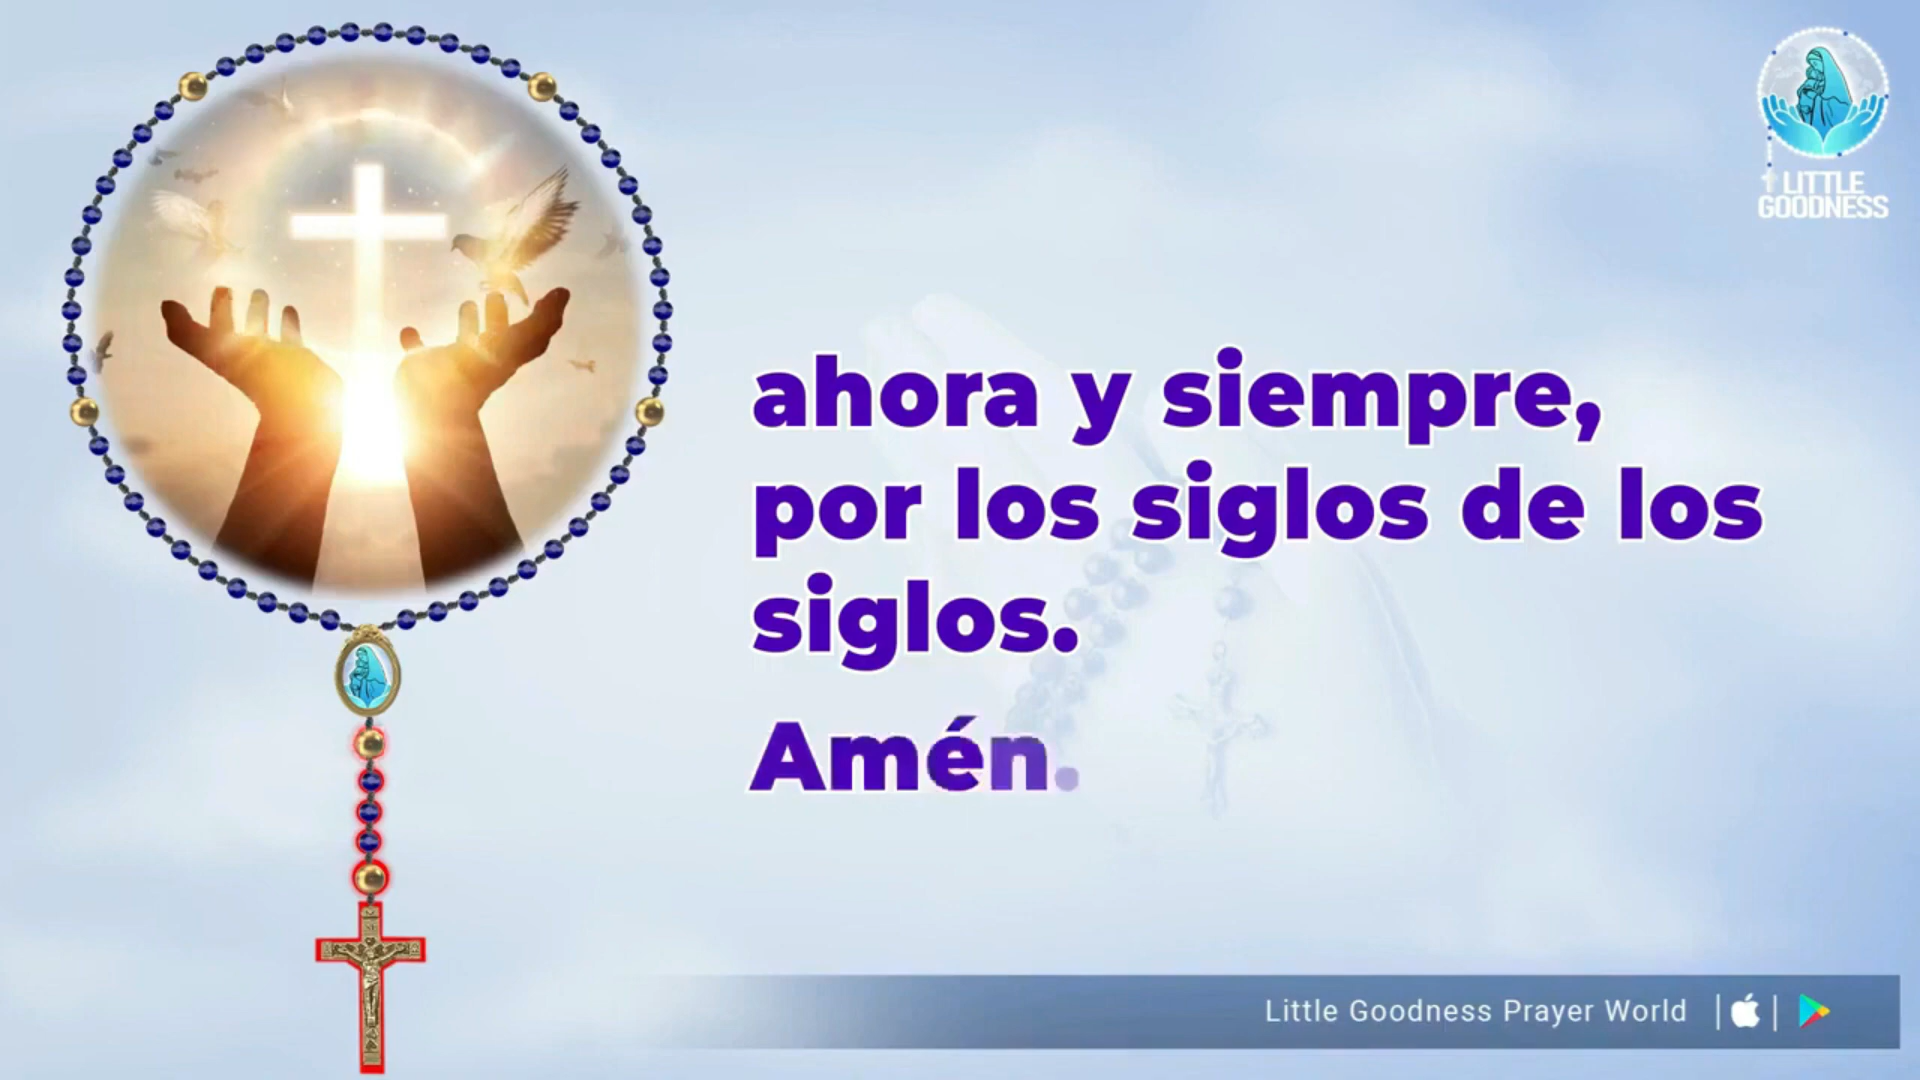 LITTLE
GOODNESS
ahora y siempre,
por los siglos de los
siglos.
Amén.
Little Goodness Prayer World